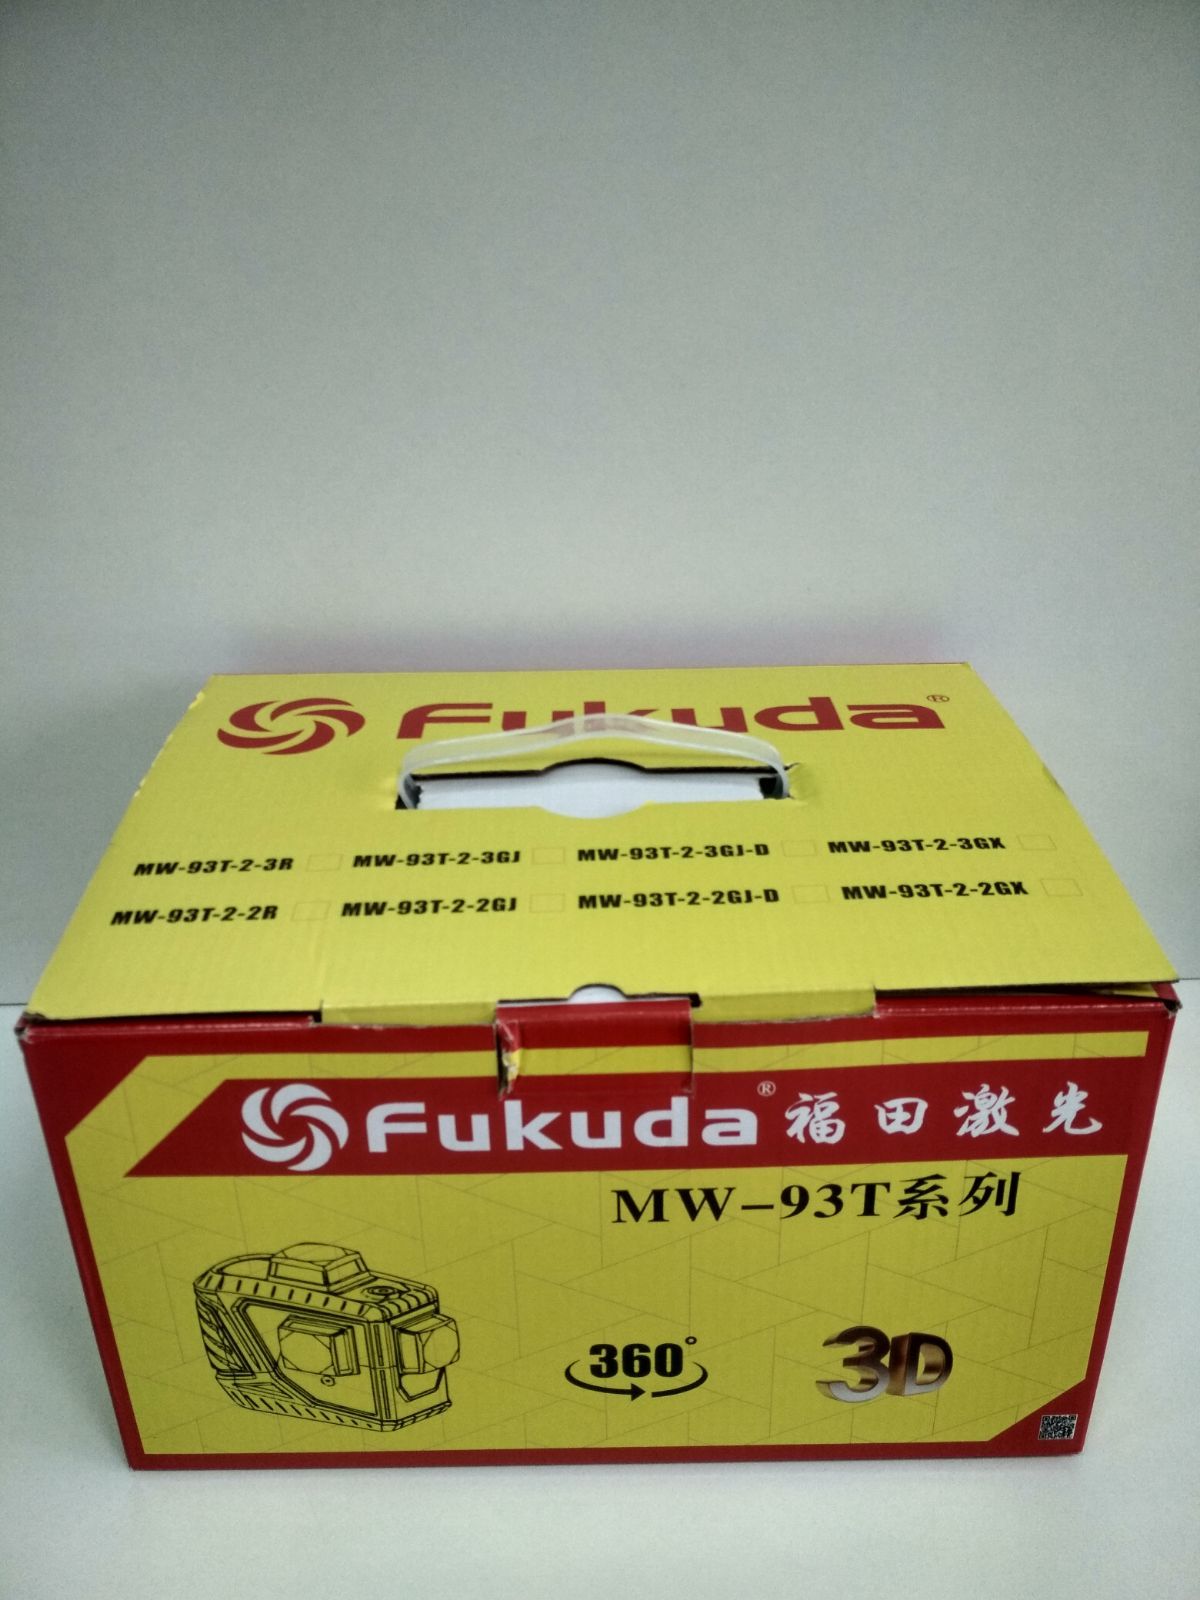 Fukuda®
MW-93T-2-3R MW-93T-2-3GJ MW-93T-2-3GJ-D MW-93T-2-3GX
MW-93T-2-2R MW-93T-2-2GJ MW-93T-2-2GJ-D MW-93T-2-2GX
Fukuda® 福田激光
MW-93T系列
360° 3D